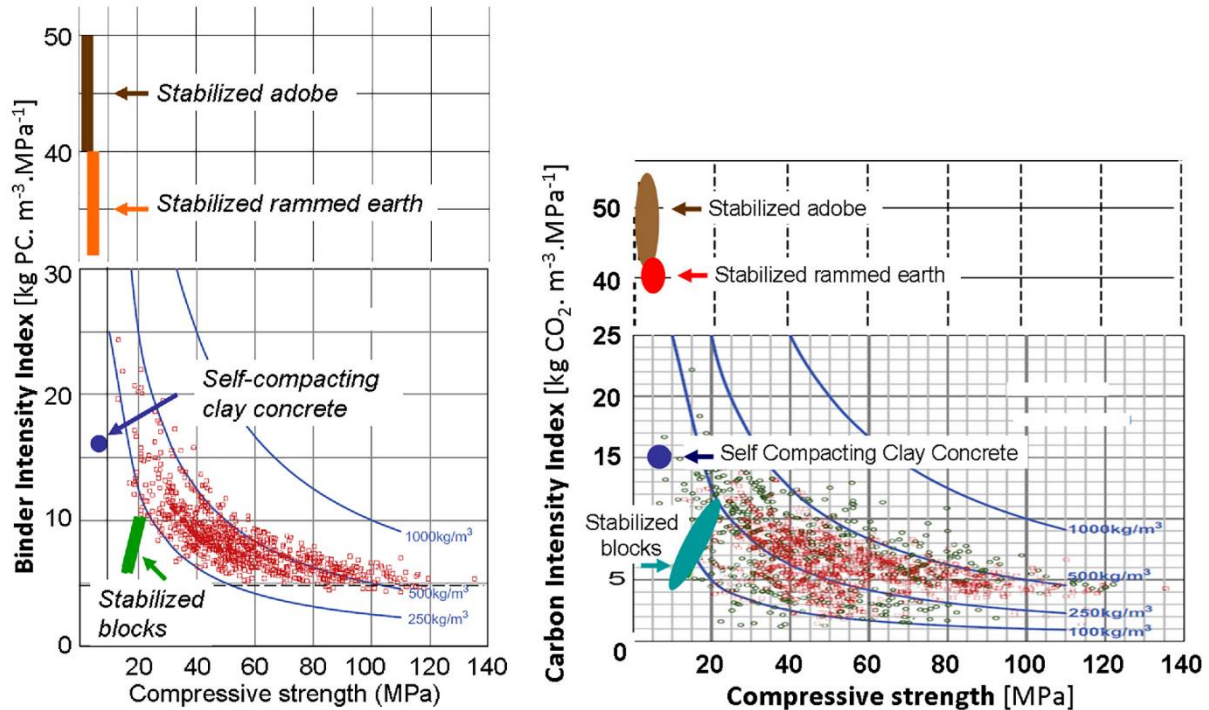 Binder Intensity Index [kg PC. m⁻³.MPa⁻¹]
50
40
30
20
10
0
Stabilized adobe
Stabilized rammed earth
Self-compacting
clay concrete
Stabilized
blocks
1000kg/m³
500kg/m³
250kg/m³
20 40 60 80 100 120 140
Compressive strength (MPa)
Carbon Intensity Index [kg CO₂. m⁻³.MPa⁻¹]
50
40
25
20
15
10
5
0
Stabilized adobe
Stabilized rammed earth
Self Compacting Clay Concrete
Stabilized
blocks
1000kg/m³
500kg/m³
250kg/m³
100kg/m³
20 40 60 80 100 120 140
Compressive strength [MPa]